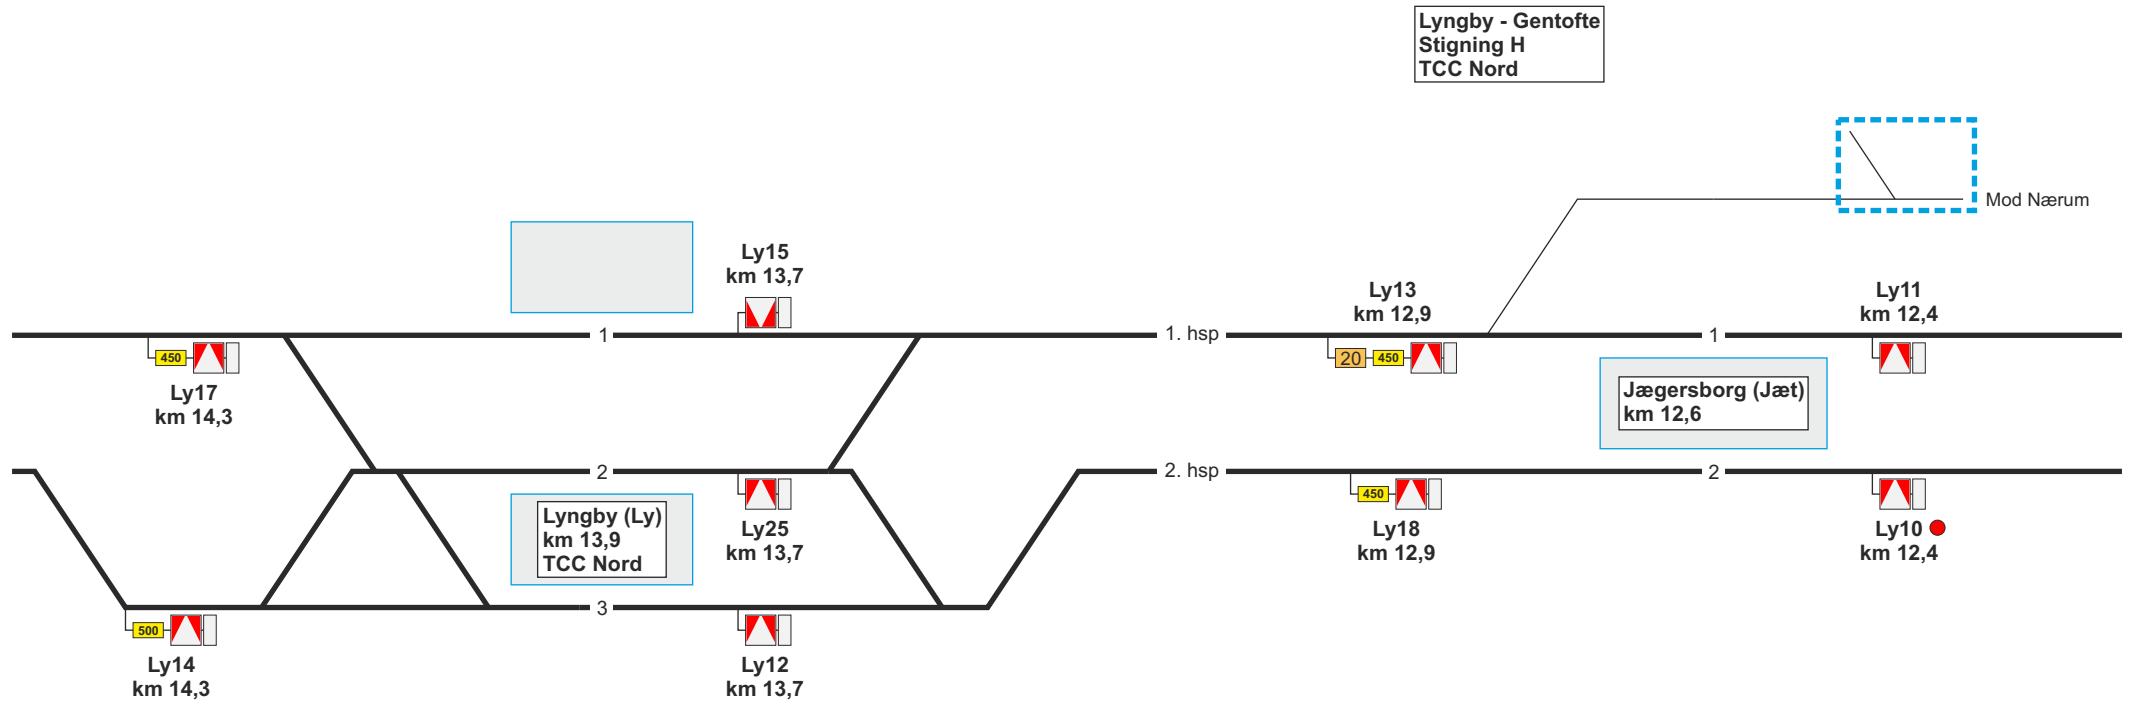 Lyngby - Gentofte
Stigning H
TCC Nord
Mod Nærum
Ly15
km 13,7
Ly13
km 12,9
Ly11
km 12,4
1
1. hsp
1
450
20
450
Ly17
km 14,3
Jægersborg (Jæt)
km 12,6
2
2. hsp
2
450
Lyngby (Ly)
km 13,9
TCC Nord
Ly25
km 13,7
Ly18
km 12,9
Ly10
km 12,4
3
500
Ly14
km 14,3
Ly12
km 13,7